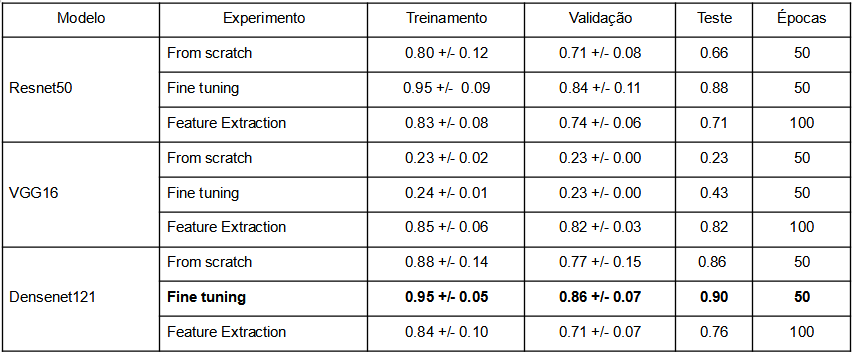 Modelo Experimento Treinamento Validação Teste Épocas
From scratch 0.80 +/- 0.12 0.71 +/- 0.08 0.66 50
Resnet50 Fine tuning 0.95 +/- 0.09 0.84 +/- 0.11 0.88 50
Feature Extraction 0.83 +/- 0.08 0.74 +/- 0.06 0.71 100
From scratch 0.23 +/- 0.02 0.23 +/- 0.00 0.23 50
VGG16 Fine tuning 0.24 +/- 0.01 0.23 +/- 0.00 0.43 50
Feature Extraction 0.85 +/- 0.06 0.82 +/- 0.03 0.82 100
From scratch 0.88 +/- 0.14 0.77 +/- 0.15 0.86 50
Densenet121 Fine tuning 0.95 +/- 0.05 0.86 +/- 0.07 0.90 50
Feature Extraction 0.84 +/- 0.10 0.71 +/- 0.07 0.76 100